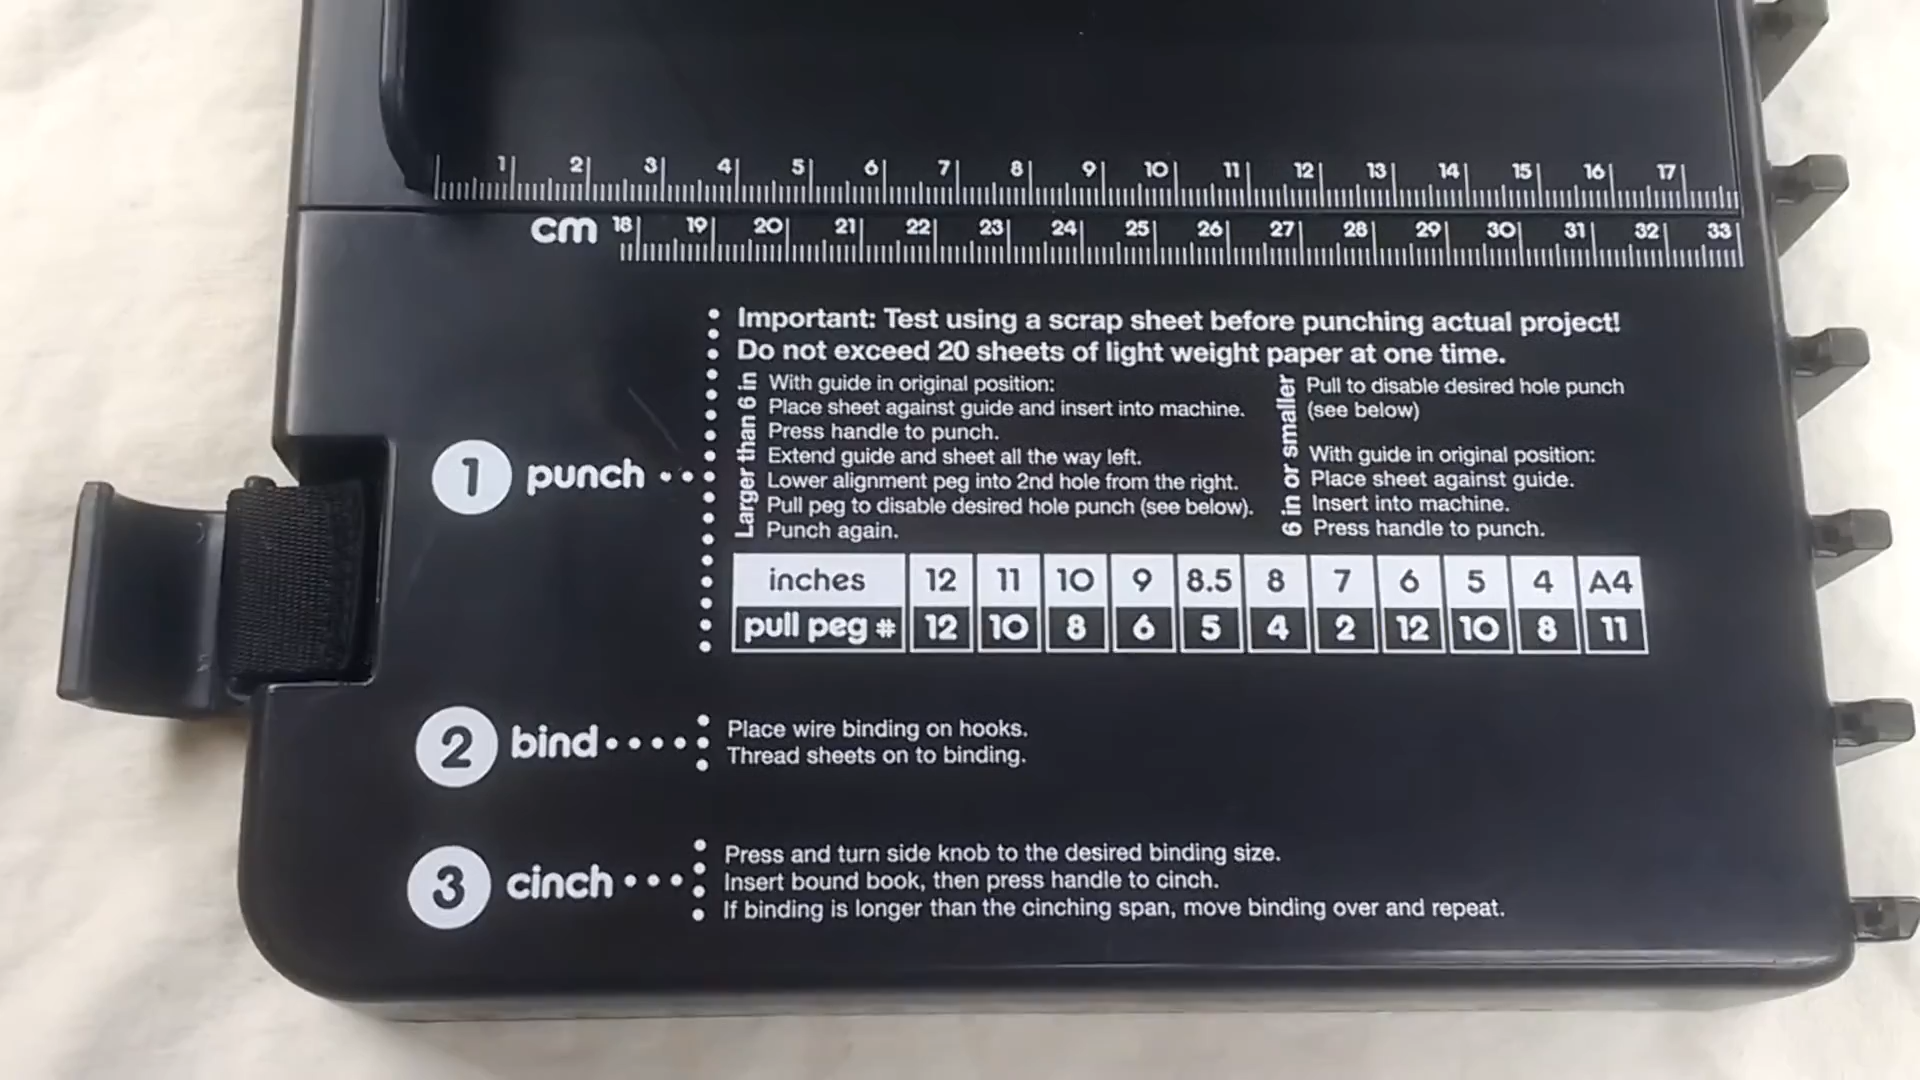 1 2 3 4 5 6 7 8 9 10 11 12 13 14 15 16 17
cm 18 19 20 21 22 23 24 25 26 27 28 29 30 31 32 33
Important: Test using a scrap sheet before punching actual project!
Do not exceed 20 sheets of light weight paper at one time.
1 punch
Larger than 6 in
With guide in original position:
Place sheet against guide and insert into machine.
Press handle to punch.
Extend guide and sheet all the way left.
Lower alignment peg into 2nd hole from the right.
Pull peg to disable desired hole punch (see below).
Punch again.
6 in or smaller
Pull to disable desired hole punch
(see below)
With guide in original position:
Place sheet against guide.
Insert into machine.
Press handle to punch.
inches 12 11 10 9 8.5 8 7 6 5 4 A4
pull peg # 12 10 8 6 5 4 2 12 10 8 11
2 bind
Place wire binding on hooks.
Thread sheets on to binding.
3 cinch
Press and turn side knob to the desired binding size.
Insert bound book, then press handle to cinch.
If binding is longer than the cinching span, move binding over and repeat.